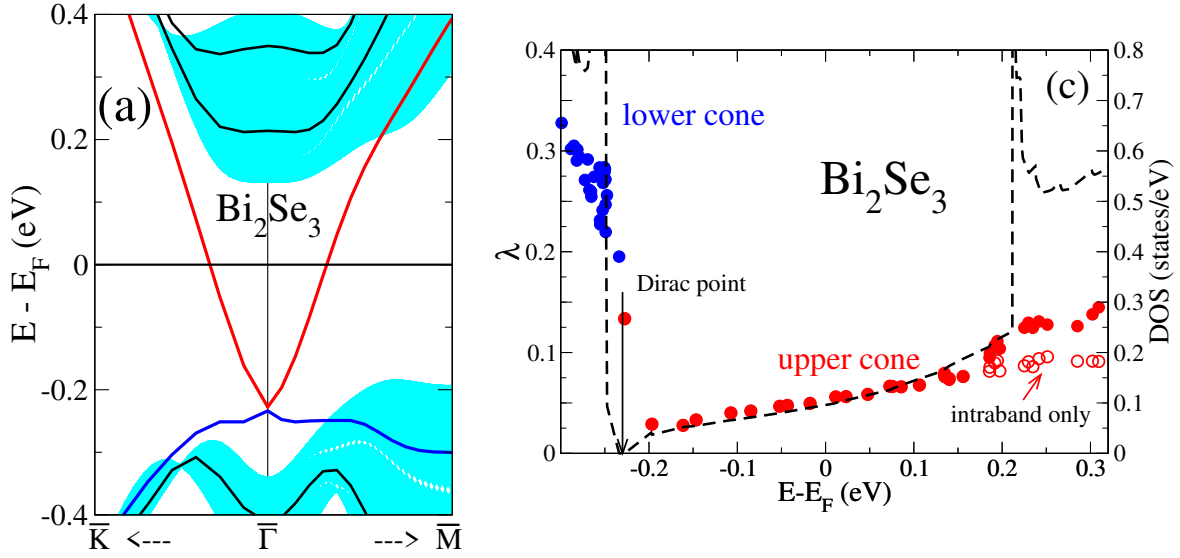 0.4
0.2
0
-0.2
-0.4
E - E_F (eV)
(a)
Bi₂Se₃
K̅ <--- Γ̅ ---> M̅
0.4
0.3
0.2
0.1
0
λ
0.8
0.7
0.6
0.5
0.4
0.3
0.2
0.1
0
DOS (states/eV)
(c)
lower cone
Bi₂Se₃
Dirac point
upper cone
intraband only
-0.2 -0.1 0 0.1 0.2 0.3
E-E_F (eV)